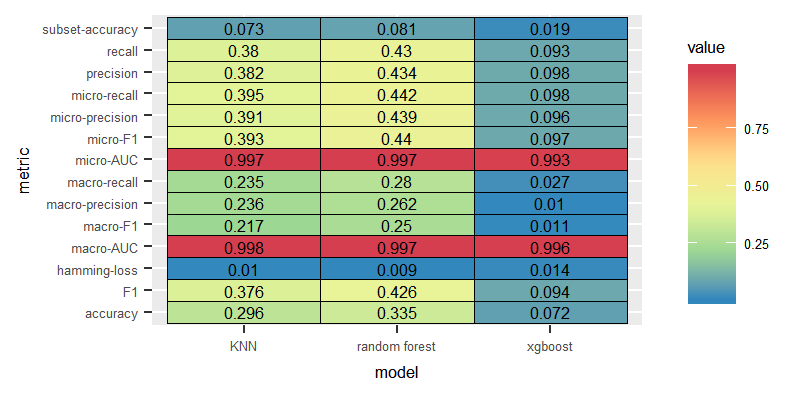 subset-accuracy 0.073 0.081 0.019
recall 0.38 0.43 0.093
precision 0.382 0.434 0.098
micro-recall 0.395 0.442 0.098
micro-precision 0.391 0.439 0.096
micro-F1 0.393 0.44 0.097
micro-AUC 0.997 0.997 0.993
macro-recall 0.235 0.28 0.027
macro-precision 0.236 0.262 0.01
macro-F1 0.217 0.25 0.011
macro-AUC 0.998 0.997 0.996
hamming-loss 0.01 0.009 0.014
F1 0.376 0.426 0.094
accuracy 0.296 0.335 0.072
KNN random forest xgboost
model
metric
value
0.75
0.50
0.25